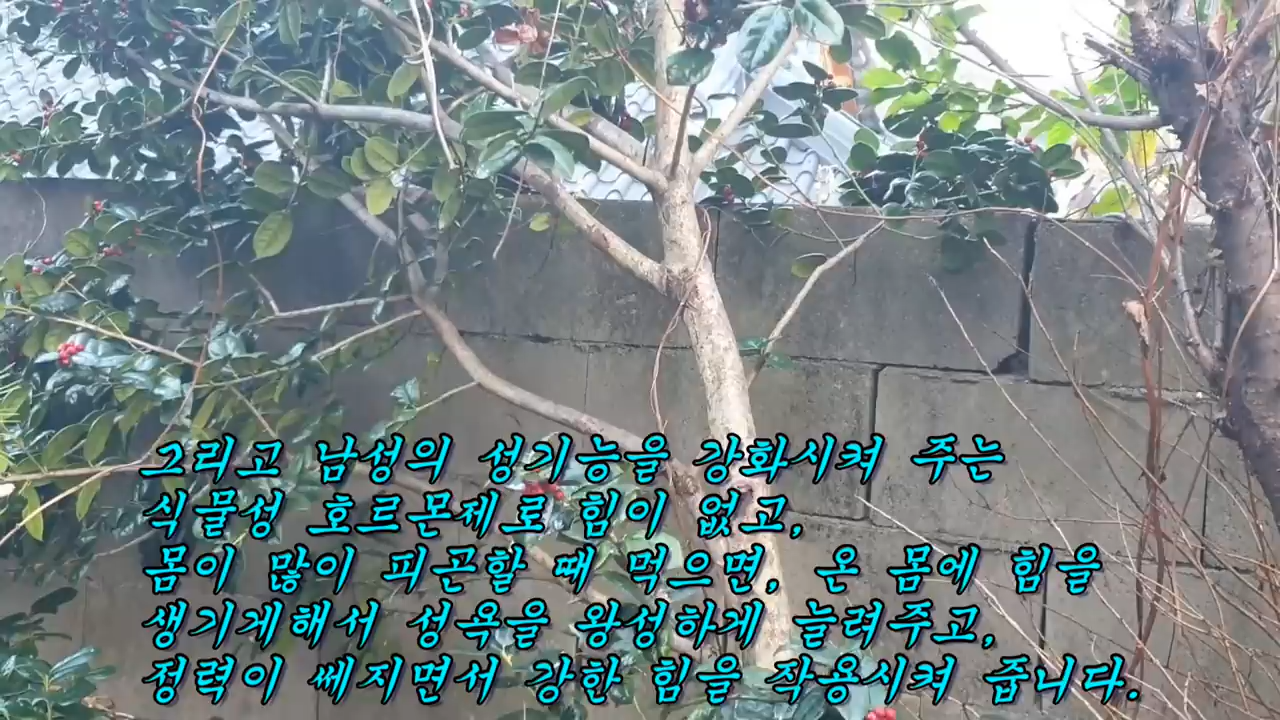 그리고 남성의 성기능을 강화시켜 주는
식물성 호르몬제로 힘이 없고,
몸이 많이 피곤할 때 먹으면, 온 몸에 힘을
생기게해서 성욕을 왕성하게 늘려주고,
정력이 쎄지면서 강한 힘을 작용시켜 줍니다.